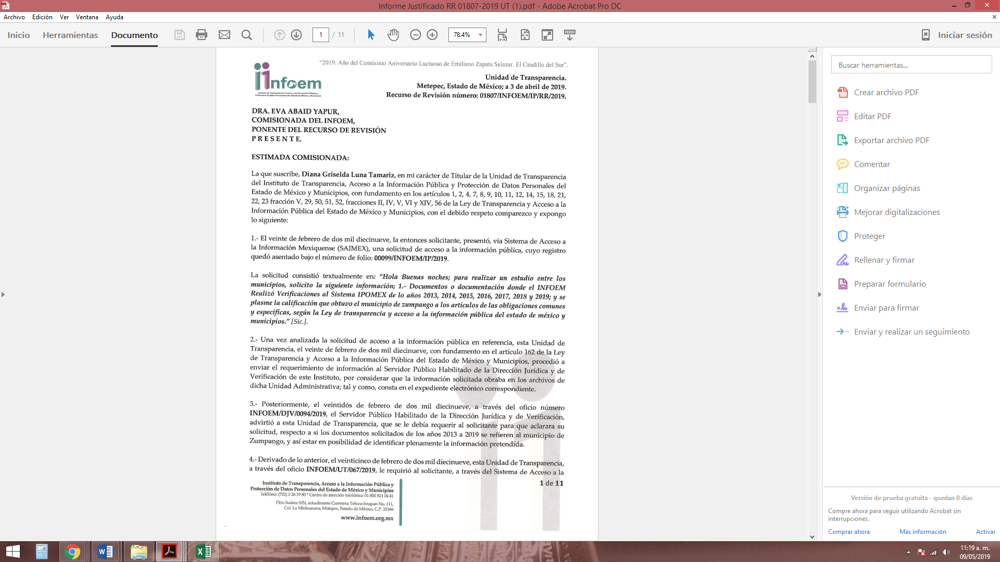 Informe Justificado RR 01807-2019 UT (1).pdf - Adobe Acrobat Pro DC
Archivo Edición Ver Ventana Ayuda
Inicio Herramientas Documento 1 / 11 78.4% Iniciar sesión
"2019. Año del Centésimo Aniversario Luctuoso de Emiliano Zapata Salazar. El Caudillo del Sur".
infoem
Instituto de Transparencia, Acceso a la Información Pública y
Protección de Datos Personales del Estado de México y Municipios
Unidad de Transparencia.
Metepec, Estado de México; a 3 de abril de 2019.
Recurso de Revisión número: 01807/INFOEM/IP/RR/2019.
DRA. EVA ABAID YAPUR,
COMISIONADA DEL INFOEM,
PONENTE DEL RECURSO DE REVISIÓN
P R E S E N T E.
ESTIMADA COMISIONADA:
La que suscribe, Diana Griselda Luna Tamariz, en mi carácter de Titular de la Unidad de Transparencia
del Instituto de Transparencia, Acceso a la Información Pública y Protección de Datos Personales del
Estado de México y Municipios, con fundamento en los artículos 1, 2, 4, 7, 8, 9, 10, 11, 12, 14, 15, 18, 21,
22, 23 fracción V, 29, 50, 51, 52, fracciones II, IV, V, VI y XIV, 56 de la Ley de Transparencia y Acceso a la
Información Pública del Estado de México y Municipios, con el debido respeto comparezco y expongo
lo siguiente:
1.- El veinte de febrero de dos mil diecinueve, la entonces solicitante, presentó, vía Sistema de Acceso a
la Información Mexiquense (SAIMEX), una solicitud de acceso a la información pública, cuyo registro
quedó asentado bajo el número de folio: 00099/INFOEM/IP/2019.
La solicitud consistió textualmente en: "Hola Buenas noches; para realizar un estudio entre los
municipios, solicito la siguiente información; 1.- Documentos o documentación donde el INFOEM
Realizó Verificaciones al Sistema IPOMEX de lo años 2013, 2014, 2015, 2016, 2017, 2018 y 2019; y se
plasme la calificación que obtuvo el municipio de zumpango a los artículos de las obligaciones comunes
y especificas, según la Ley de transparencia y acceso a la información pública del estado de méxico y
municipios." [Sic.].
2.- Una vez analizada la solicitud de acceso a la información pública en referencia, esta Unidad de
Transparencia, el veinte de febrero de dos mil diecinueve, con fundamento en el artículo 162 de la Ley
de Transparencia y Acceso a la Información Pública del Estado de México y Municipios, procedió a
enviar el requerimiento de información al Servidor Público Habilitado de la Dirección Jurídica y de
Verificación de este Instituto, por considerar que la información solicitada obraba en los archivos de
dicha Unidad Administrativa; tal y como, consta en el expediente electrónico correspondiente.
3.- Posteriormente, el veintidós de febrero de dos mil diecinueve, a través del oficio número
INFOEM/DJV/0094/2019, el Servidor Público Habilitado de la Dirección Jurídica y de Verificación,
advirtió a esta Unidad de Transparencia, que se le debía requerir al solicitante para que aclarara su
solicitud, respecto a si los documentos solicitados de los años 2013 a 2019 se refieren al municipio de
Zumpango, y así estar en posibilidad de identificar plenamente la información pretendida.
4.- Derivado de lo anterior, el veinticinco de febrero de dos mil diecinueve, esta Unidad de Transparencia,
a través del oficio INFOEM/UT/067/2019, le requirió al solicitante, a través del Sistema de Acceso a la
1 de 11
Instituto de Transparencia, Acceso a la Información Pública y
Protección de Datos Personales del Estado de México y Municipios
Teléfono: (722) 2 26 19 80 * Centro de atención telefónica: 01 800 821 04 41
Pino Suárez S/N, actualmente Carretera Toluca-Ixtapan No. 111,
Col. La Michoacana, Metepec, Estado de México, C.P. 52166
www.infoem.org.mx
Buscar herramientas...
Crear archivo PDF
Editar PDF
Exportar archivo PDF
Comentar
Organizar páginas
Mejorar digitalizaciones
Proteger
Rellenar y firmar
Preparar formulario
Enviar para firmar
Enviar y realizar un seguimiento
Versión de prueba gratuita - quedan 0 días
Compre ahora para seguir utilizando Acrobat sin
interrupciones.
Comprar ahora Más información Activar
11:19 a. m.
09/05/2019